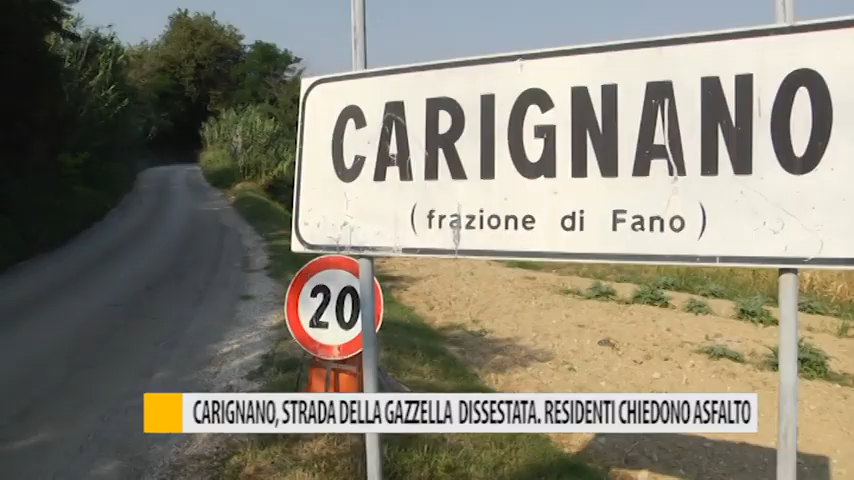 CARIGNANO
(frazione di Fano)
20
CARIGNANO, STRADA DELLA GAZZELLA DISSESTATA. RESIDENTI CHIEDONO ASFALTO